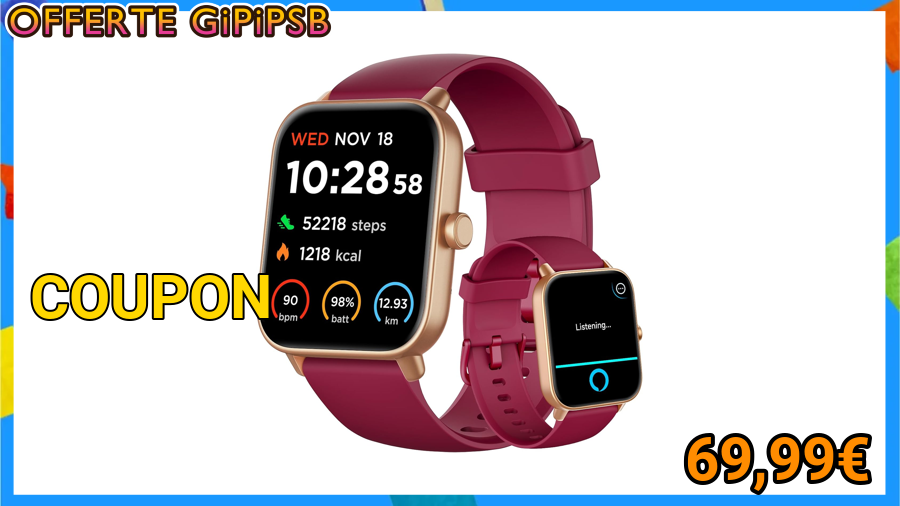 OFFERTE GiPiPSB
WED NOV 18
10:28 58
52218 steps
1218 kcal
COUPON
90 bpm
98% batt
12.93 km
Listening...
69,99€